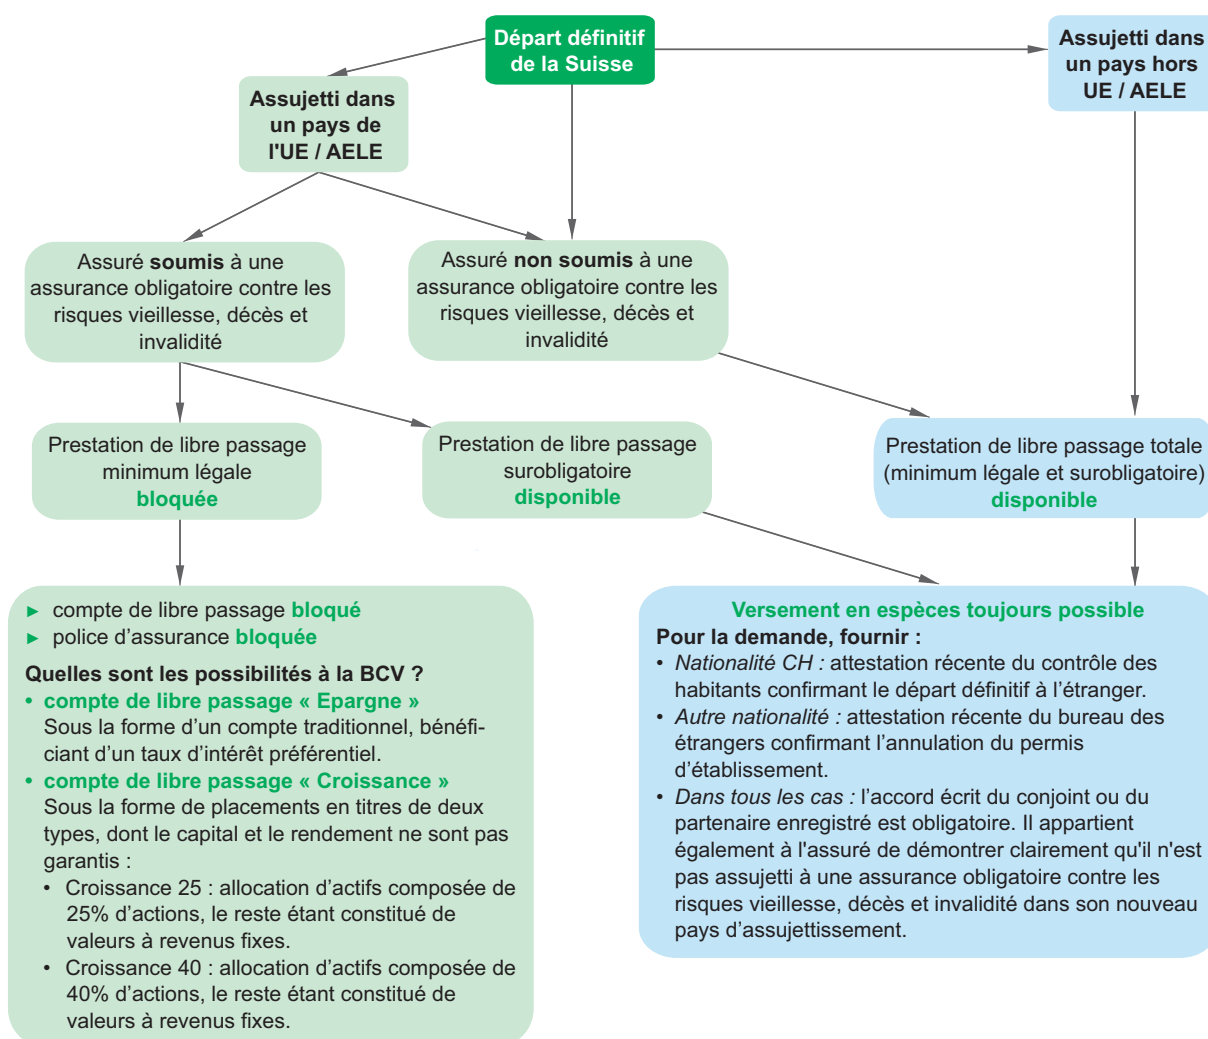 Départ définitif
de la Suisse
Assujetti dans
un pays hors
UE / AELE
Assujetti dans
un pays de
l'UE / AELE
Assuré soumis à une
assurance obligatoire contre les
risques vieillesse, décès et
invalidité
Assuré non soumis à une
assurance obligatoire contre les
risques vieillesse, décès et
invalidité
Prestation de libre passage
minimum légale
bloquée
Prestation de libre passage
surobligatoire
disponible
Prestation de libre passage totale
(minimum légale et surobligatoire)
disponible
► compte de libre passage bloqué
► police d’assurance bloquée
Quelles sont les possibilités à la BCV ?
• compte de libre passage « Epargne »
Sous la forme d’un compte traditionnel, bénéfi-
ciant d’un taux d’intérêt préférentiel.
• compte de libre passage « Croissance »
Sous la forme de placements en titres de deux
types, dont le capital et le rendement ne sont pas
garantis :
• Croissance 25 : allocation d’actifs composée de
25% d’actions, le reste étant constitué de
valeurs à revenus fixes.
• Croissance 40 : allocation d’actifs composée de
40% d’actions, le reste étant constitué de
valeurs à revenus fixes.
Versement en espèces toujours possible
Pour la demande, fournir :
• Nationalité CH : attestation récente du contrôle des
habitants confirmant le départ définitif à l’étranger.
• Autre nationalité : attestation récente du bureau des
étrangers confirmant l’annulation du permis
d’établissement.
• Dans tous les cas : l’accord écrit du conjoint ou du
partenaire enregistré est obligatoire. Il appartient
également à l'assuré de démontrer clairement qu'il n'est
pas assujetti à une assurance obligatoire contre les
risques vieillesse, décès et invalidité dans son nouveau
pays d’assujettissement.